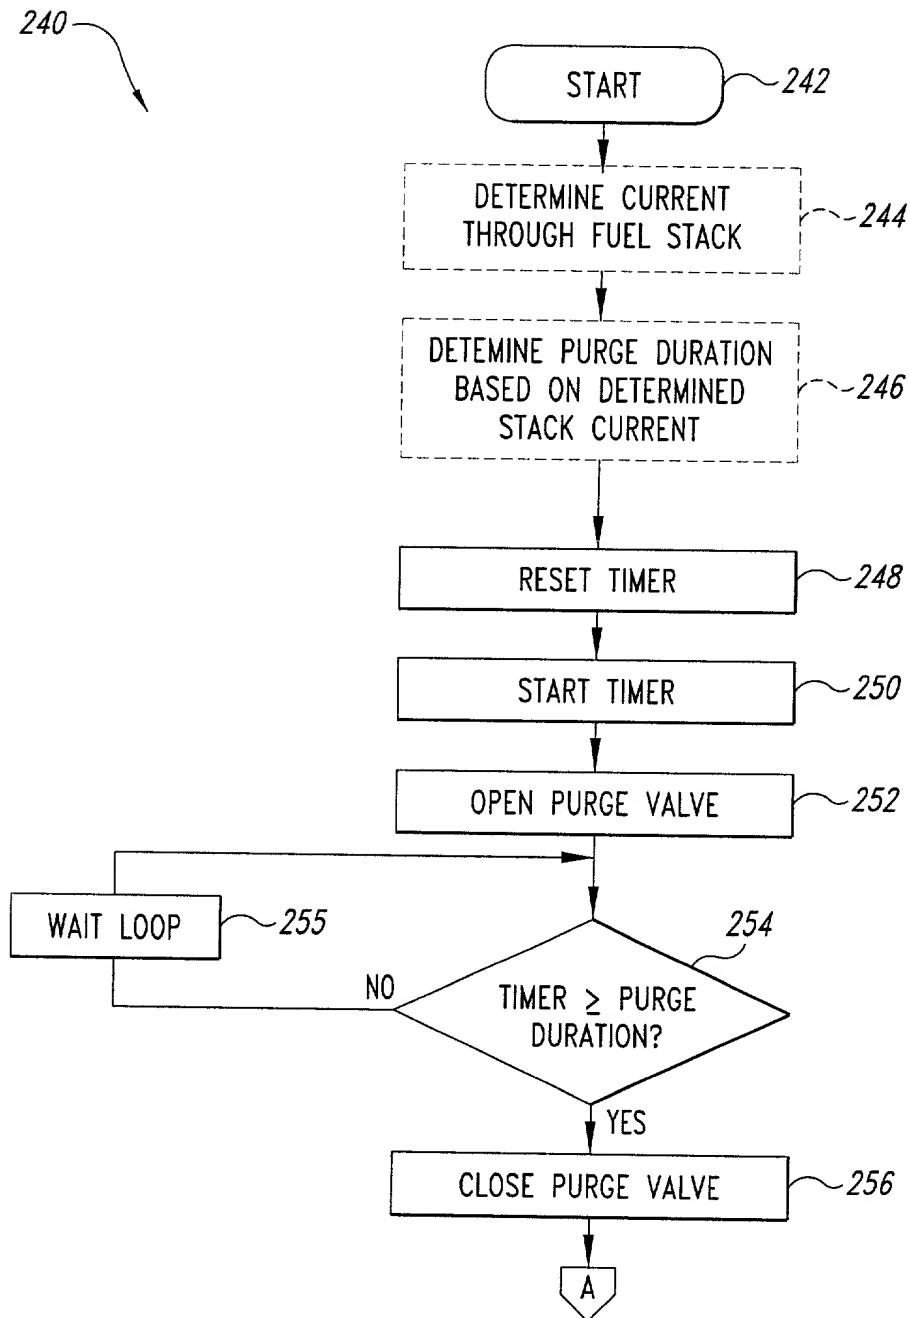 240
START
242
DETERMINE CURRENT
THROUGH FUEL STACK
244
DETEMINE PURGE DURATION
BASED ON DETERMINED
STACK CURRENT
246
RESET TIMER
248
START TIMER
250
OPEN PURGE VALVE
252
WAIT LOOP
255
254
NO
TIMER ≥ PURGE
DURATION?
YES
CLOSE PURGE VALVE
256
A